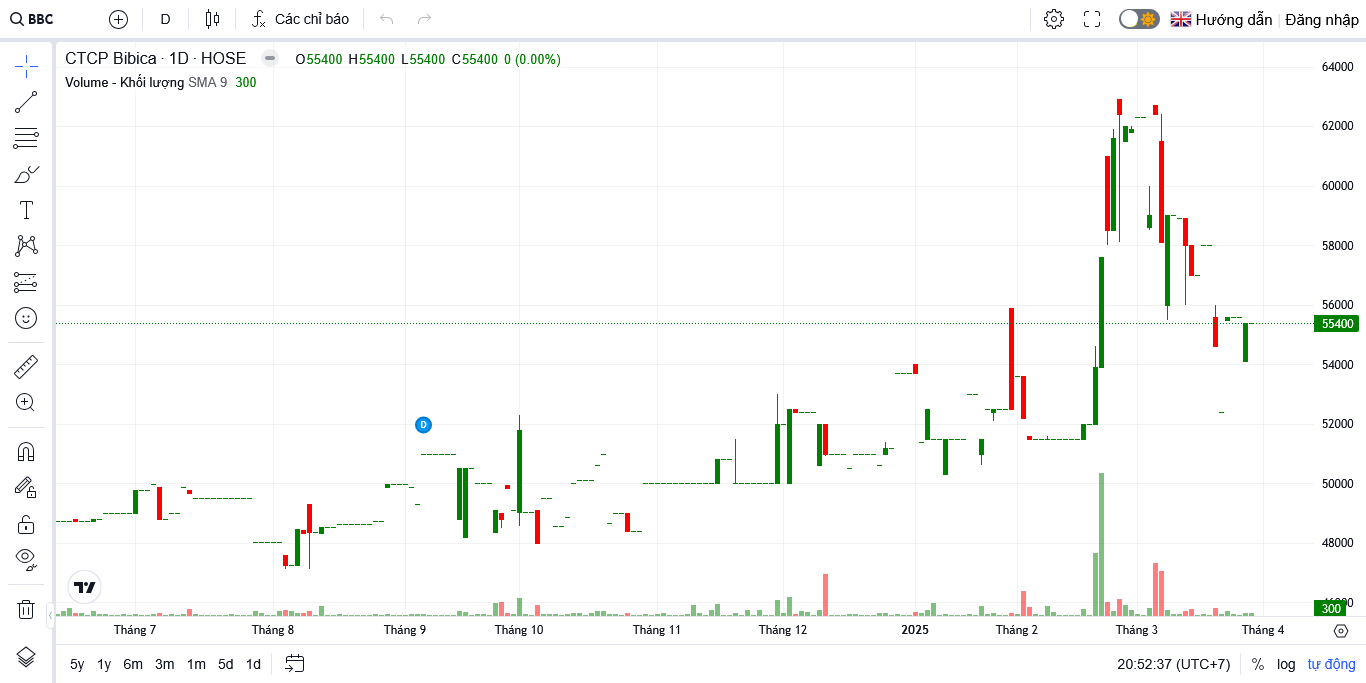 BBC D Các chỉ báo Hướng dẫn Đăng nhập
CTCP Bibica · 1D · HOSE O55400 H55400 L55400 C55400 0 (0.00%)
Volume - Khối lượng SMA 9 300
64000
62000
60000
58000
56000
55400
54000
52000
D
50000
48000
300
Tháng 7 Tháng 8 Tháng 9 Tháng 10 Tháng 11 Tháng 12 2025 Tháng 2 Tháng 3 Tháng 4
5y 1y 6m 3m 1m 5d 1d 20:52:37 (UTC+7) % log tự động